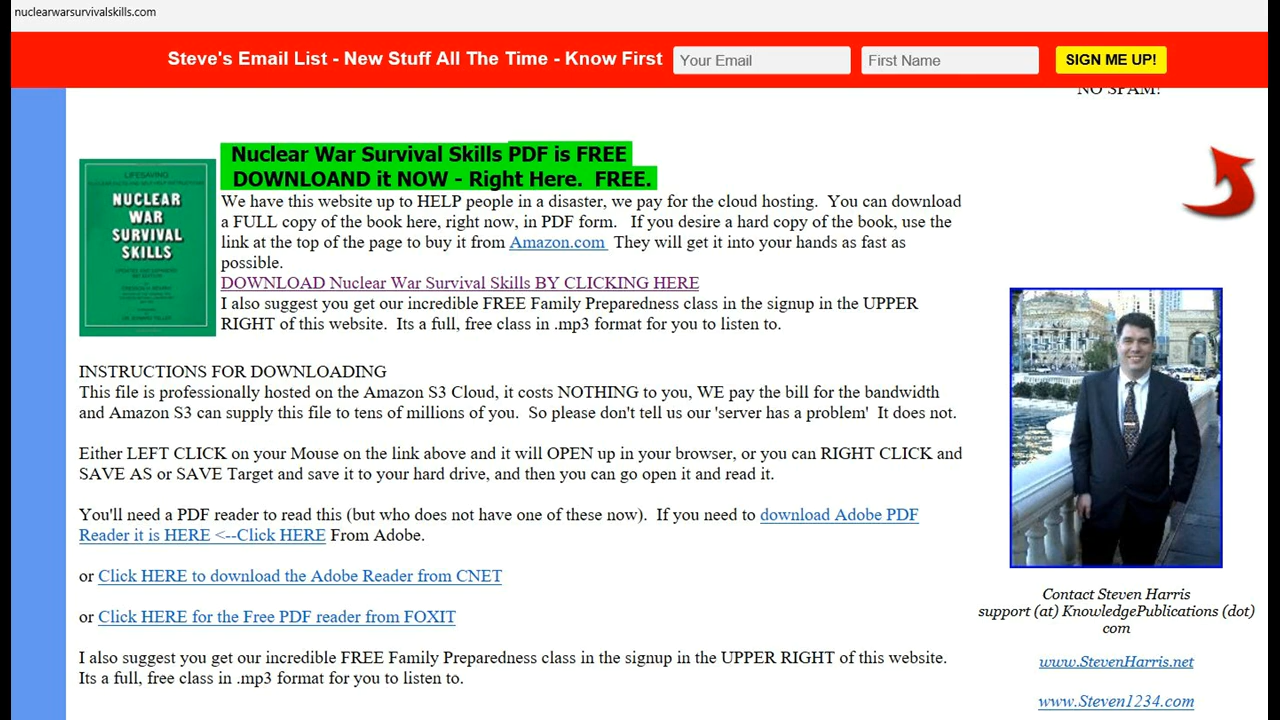 nuclearwarsurvivalskills.com
Steve's Email List - New Stuff All The Time - Know First
Your Email
First Name
SIGN ME UP!
NO SPAM!
Nuclear War Survival Skills PDF is FREE
DOWNLOAND it NOW - Right Here. FREE.
LIFESAVING
NUCLEAR
WAR
SURVIVAL
SKILLS
We have this website up to HELP people in a disaster, we pay for the cloud hosting. You can download
a FULL copy of the book here, right now, in PDF form. If you desire a hard copy of the book, use the
link at the top of the page to buy it from Amazon.com They will get it into your hands as fast as
possible.
DOWNLOAD Nuclear War Survival Skills BY CLICKING HERE
I also suggest you get our incredible FREE Family Preparedness class in the signup in the UPPER
RIGHT of this website. Its a full, free class in .mp3 format for you to listen to.
INSTRUCTIONS FOR DOWNLOADING
This file is professionally hosted on the Amazon S3 Cloud, it costs NOTHING to you, WE pay the bill for the bandwidth
and Amazon S3 can supply this file to tens of millions of you. So please don't tell us our 'server has a problem' It does not.
Either LEFT CLICK on your Mouse on the link above and it will OPEN up in your browser, or you can RIGHT CLICK and
SAVE AS or SAVE Target and save it to your hard drive, and then you can go open it and read it.
You'll need a PDF reader to read this (but who does not have one of these now). If you need to download Adobe PDF
Reader it is HERE <--Click HERE From Adobe.
or Click HERE to download the Adobe Reader from CNET
or Click HERE for the Free PDF reader from FOXIT
I also suggest you get our incredible FREE Family Preparedness class in the signup in the UPPER RIGHT of this website.
Its a full, free class in .mp3 format for you to listen to.
Contact Steven Harris
support (at) KnowledgePublications (dot)
com
www.StevenHarris.net
www.Steven1234.com